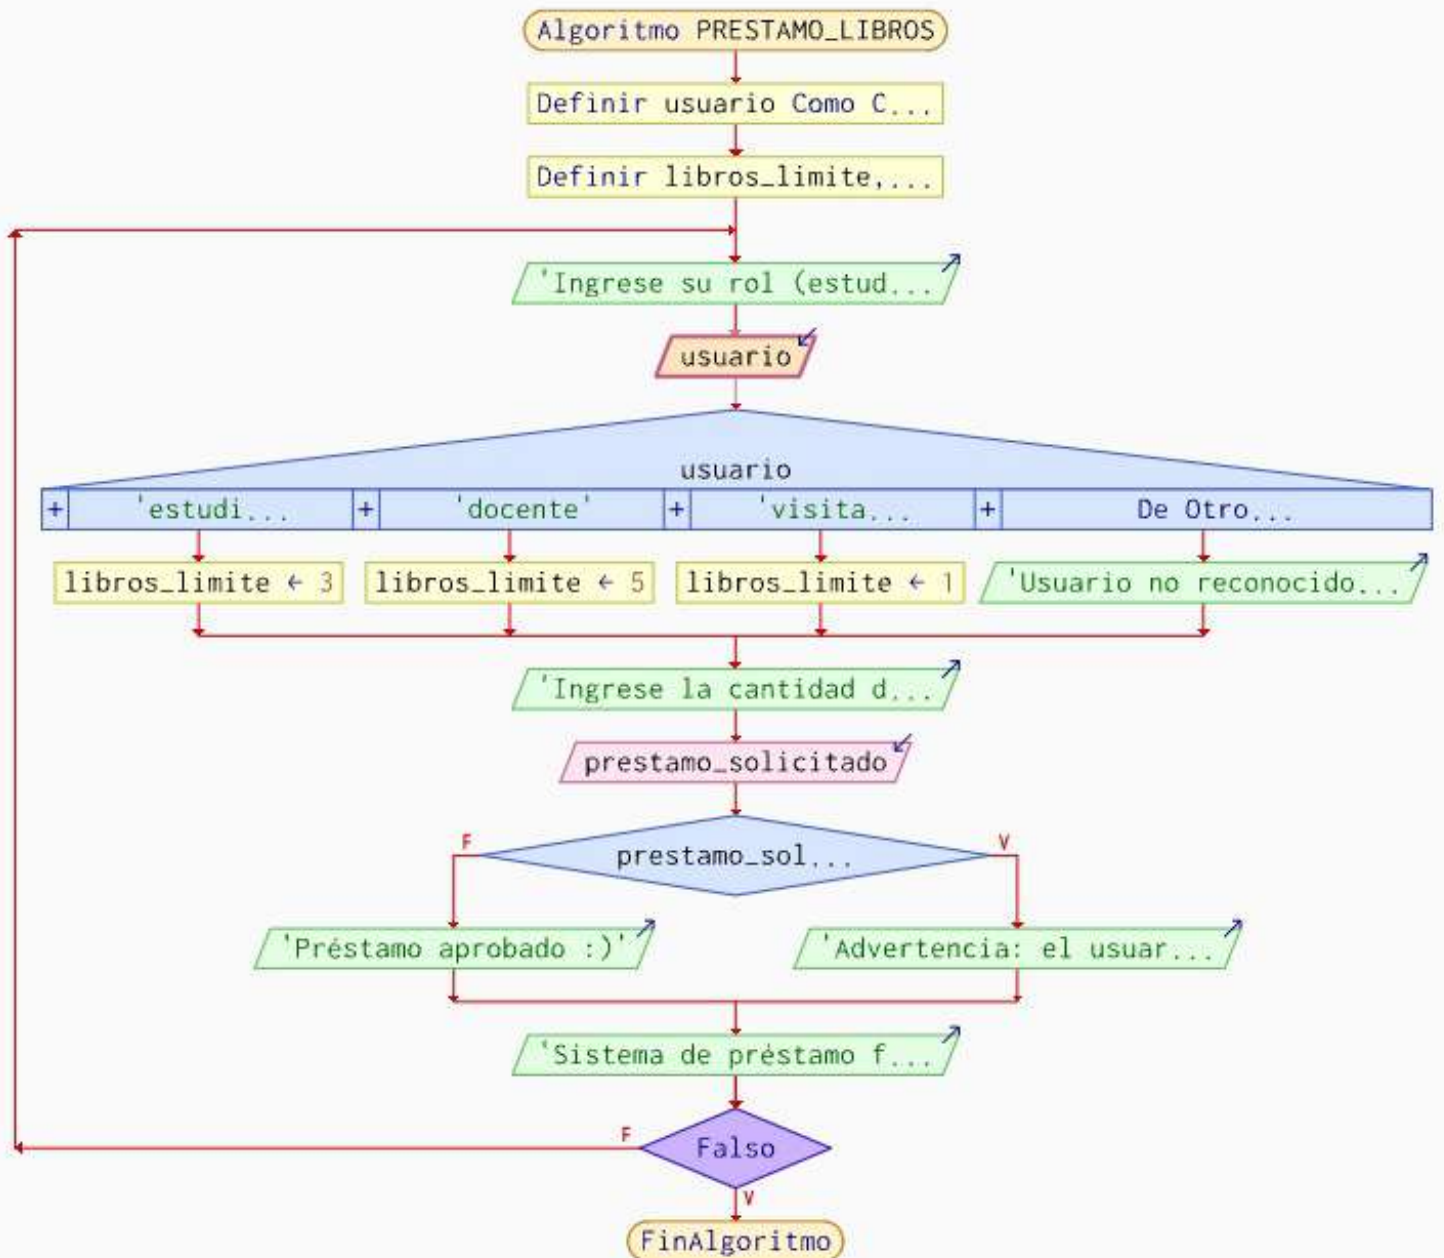 Algoritmo PRESTAMO_LIBROS
Definir usuario Como C...
Definir libros_limite,...
'Ingrese su rol (estud...
usuario
usuario
+ 'estudi... + 'docente' + 'visita... + De Otro...
libros_limite ← 3 libros_limite ← 5 libros_limite ← 1 'Usuario no reconocido...
'Ingrese la cantidad d...
prestamo_solicitado
F V
prestamo_sol...
'Préstamo aprobado :)' 'Advertencia: el usuar...
'Sistema de préstamo f...
F
Falso
V
FinAlgoritmo